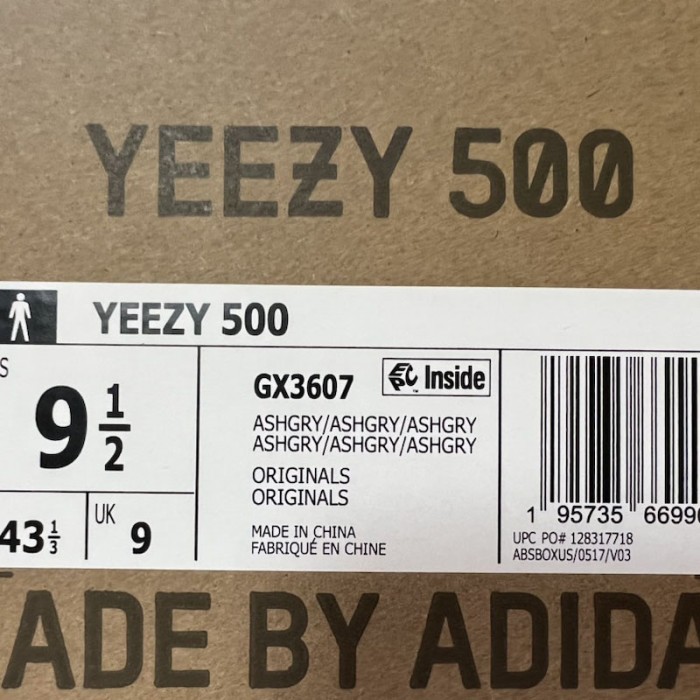 YEEZY 500
YEEZY 500
S
9 1/2
43 1/3
UK
9
GX3607
EPC Inside
ASHGRY/ASHGRY/ASHGRY
ASHGRY/ASHGRY/ASHGRY
ORIGINALS
ORIGINALS
MADE IN CHINA
FABRIQUÉ EN CHINE
1 95735 66990
UPC PO# 128317718
ABSBOXUS/0517/V03
ADE BY ADIDA